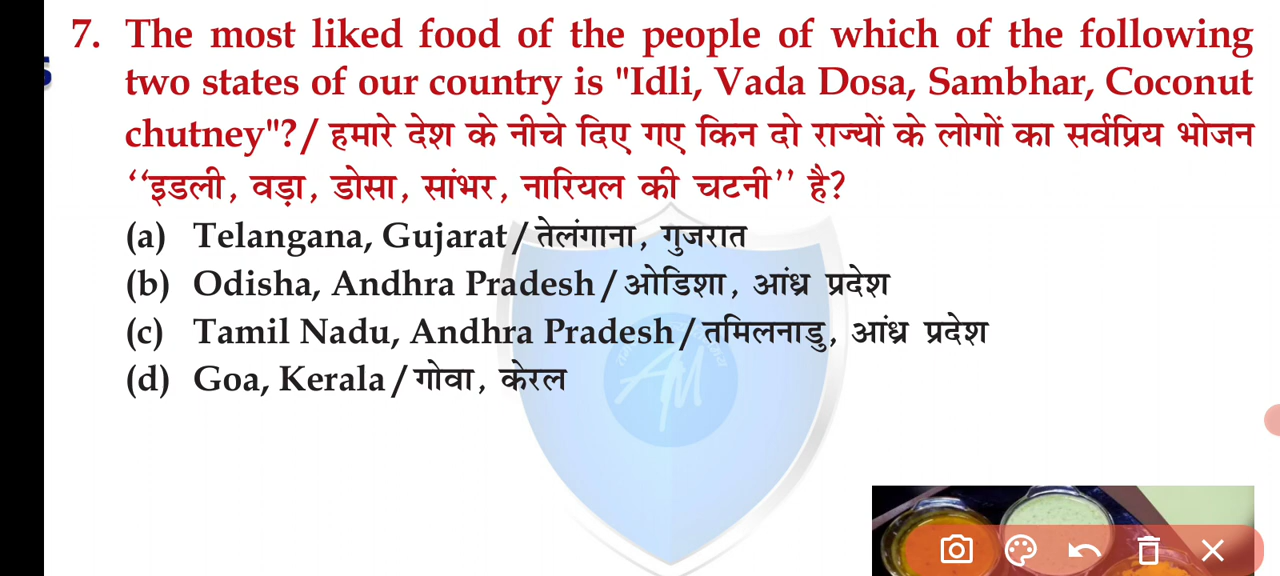 7. The most liked food of the people of which of the following
two states of our country is "Idli, Vada Dosa, Sambhar, Coconut
chutney"?/ हमारे देश के नीचे दिए गए किन दो राज्यों के लोगों का सर्वप्रिय भोजन
‘‘इडली, वड़ा, डोसा, सांभर, नारियल की चटनी’’ है?
(a) Telangana, Gujarat/तेलंगाना, गुजरात
(b) Odisha, Andhra Pradesh/ओडिशा, आंध्र प्रदेश
(c) Tamil Nadu, Andhra Pradesh/तमिलनाडु, आंध्र प्रदेश
(d) Goa, Kerala/गोवा, केरल
AM